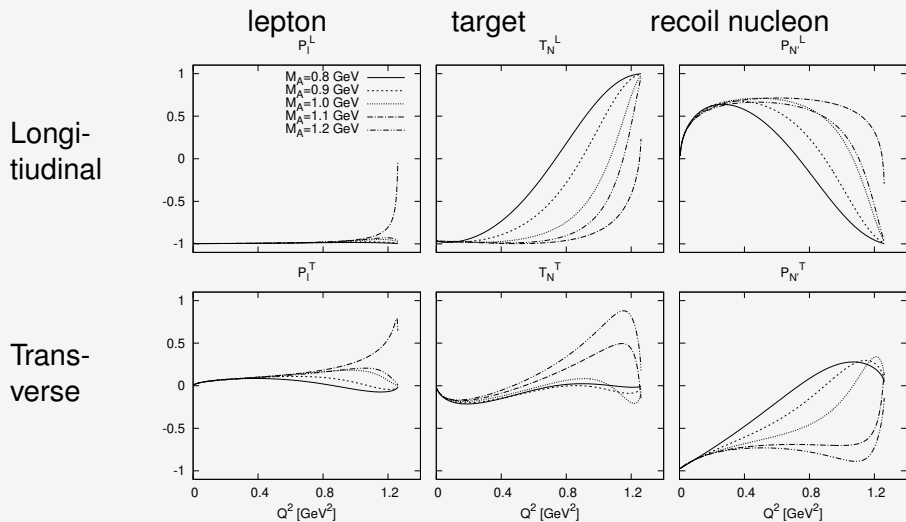 lepton target recoil nucleon
P_l^L T_N^L P_N'^L
Longi-
tiudinal
1
0.5
0
-0.5
-1
M_A=0.8 GeV
M_A=0.9 GeV
M_A=1.0 GeV
M_A=1.1 GeV
M_A=1.2 GeV
P_l^T T_N^T P_N'^T
Trans-
verse
1
0.5
0
-0.5
-1
0 0.4 0.8 1.2 0 0.4 0.8 1.2 0 0.4 0.8 1.2
Q^2 [GeV^2] Q^2 [GeV^2] Q^2 [GeV^2]